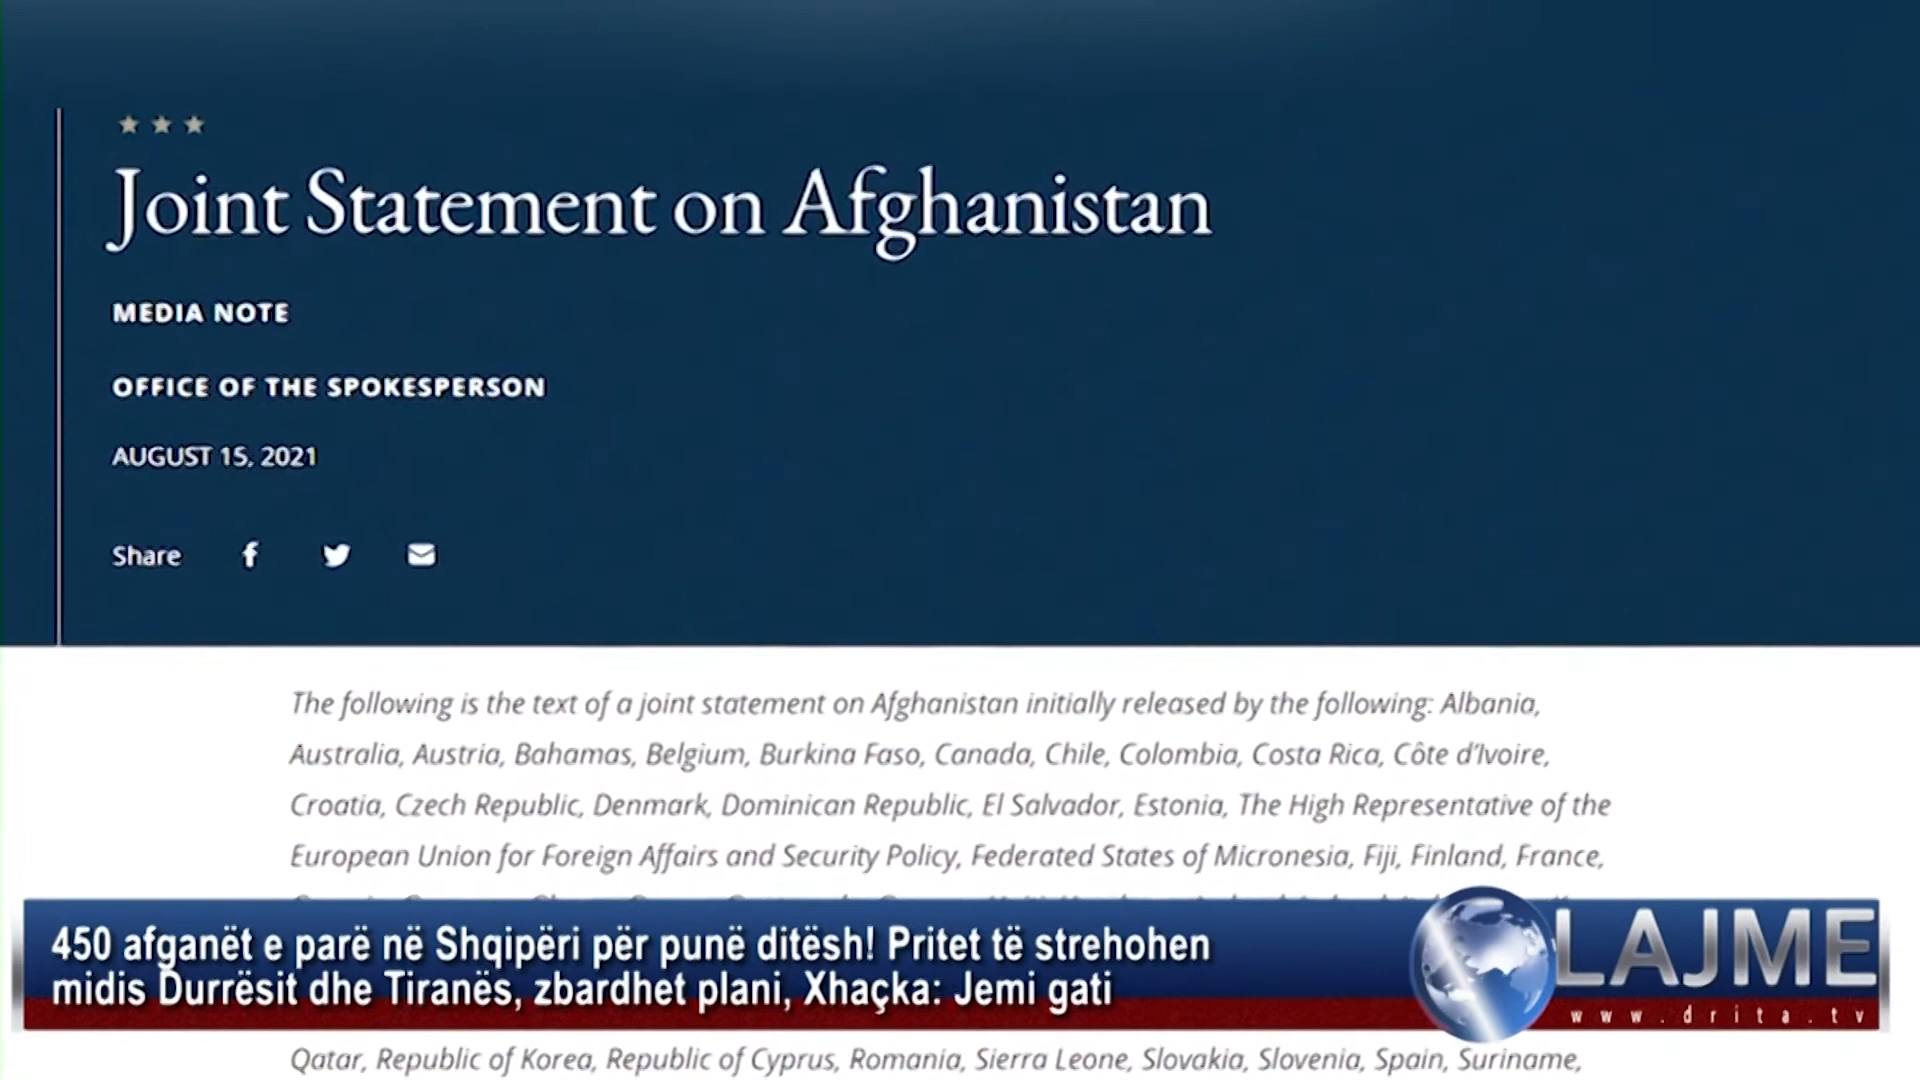 Joint Statement on Afghanistan
MEDIA NOTE
OFFICE OF THE SPOKESPERSON
AUGUST 15, 2021
Share
The following is the text of a joint statement on Afghanistan initially released by the following: Albania,
Australia, Austria, Bahamas, Belgium, Burkina Faso, Canada, Chile, Colombia, Costa Rica, Côte d'Ivoire,
Croatia, Czech Republic, Denmark, Dominican Republic, El Salvador, Estonia, The High Representative of the
European Union for Foreign Affairs and Security Policy, Federated States of Micronesia, Fiji, Finland, France,
450 afganët e parë në Shqipëri për punë ditësh! Pritet të strehohen
midis Durrësit dhe Tiranës, zbardhet plani, Xhaçka: Jemi gati
LAJME
www.drita.tv
Qatar, Republic of Korea, Republic of Cyprus, Romania, Sierra Leone, Slovakia, Slovenia, Spain, Suriname,